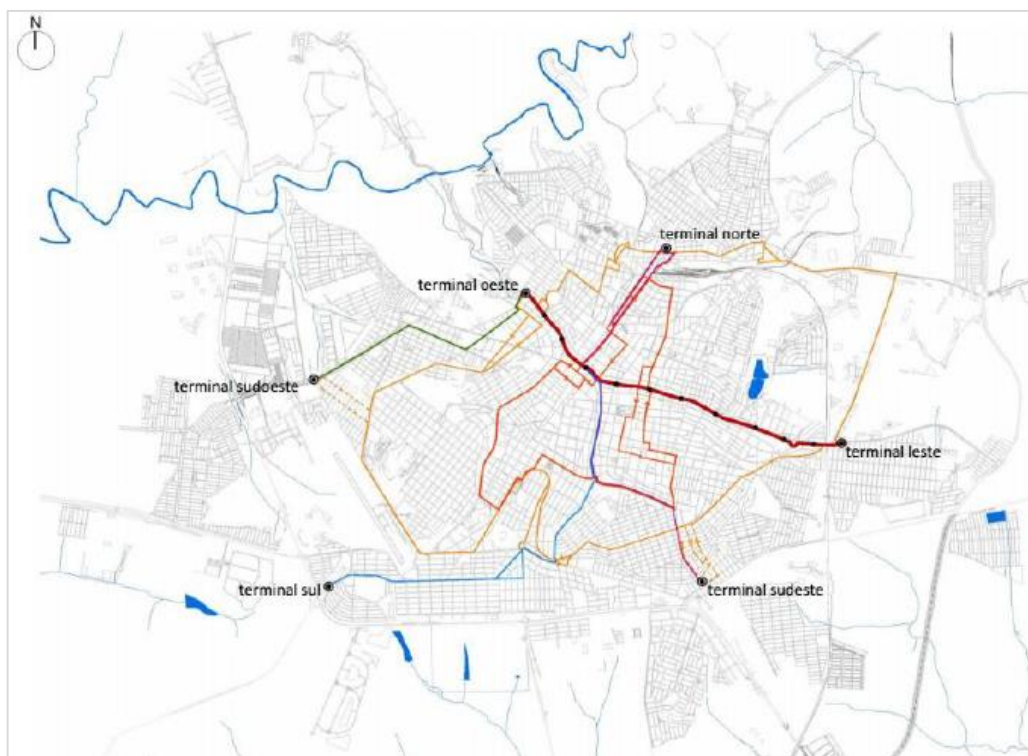 N
terminal norte
terminal oeste
terminal sudoeste
terminal leste
terminal sul
terminal sudeste